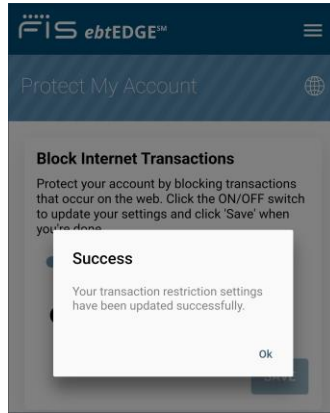 FIS ebtEDGE℠
Protect My Account
Block Internet Transactions
Protect your account by blocking transactions
that occur on the web. Click the ON/OFF switch
to update your settings and click 'Save' when
you're done
Success
Your transaction restriction settings
have been updated successfully.
Ok
SAVE